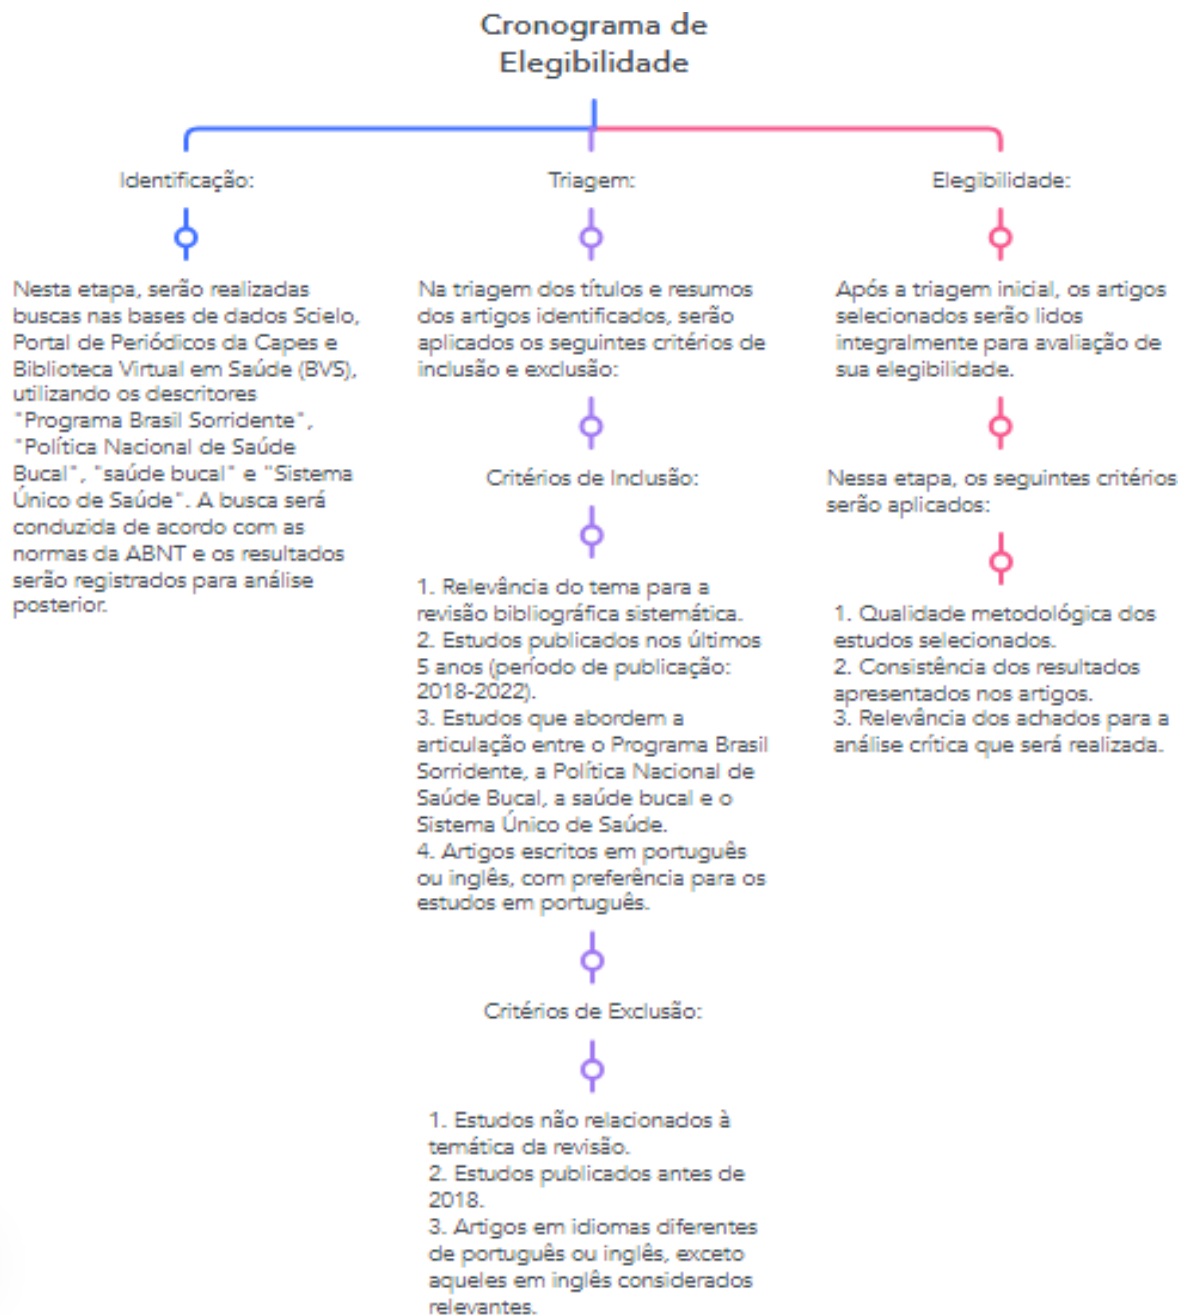 Cronograma de
Elegibilidade
Identificação:
Nesta etapa, serão realizadas
buscas nas bases de dados Scielo,
Portal de Periódicos da Capes e
Biblioteca Virtual em Saúde (BVS),
utilizando os descritores
"Programa Brasil Sorridente",
"Política Nacional de Saúde
Bucal", "saúde bucal" e "Sistema
Único de Saúde". A busca será
conduzida de acordo com as
normas da ABNT e os resultados
serão registrados para análise
posterior.
Triagem:
Na triagem dos títulos e resumos
dos artigos identificados, serão
aplicados os seguintes critérios de
inclusão e exclusão:
Critérios de Inclusão:
1. Relevância do tema para a
revisão bibliográfica sistemática.
2. Estudos publicados nos últimos
5 anos (período de publicação:
2018-2022).
3. Estudos que abordem a
articulação entre o Programa Brasil
Sorridente, a Política Nacional de
Saúde Bucal, a saúde bucal e o
Sistema Único de Saúde.
4. Artigos escritos em português
ou inglês, com preferência para os
estudos em português.
Critérios de Exclusão:
1. Estudos não relacionados à
temática da revisão.
2. Estudos publicados antes de
2018.
3. Artigos em idiomas diferentes
de português ou inglês, exceto
aqueles em inglês considerados
relevantes.
Elegibilidade:
Após a triagem inicial, os artigos
selecionados serão lidos
integralmente para avaliação de
sua elegibilidade.
Nessa etapa, os seguintes critérios
serão aplicados:
1. Qualidade metodológica dos
estudos selecionados.
2. Consistência dos resultados
apresentados nos artigos.
3. Relevância dos achados para a
análise crítica que será realizada.